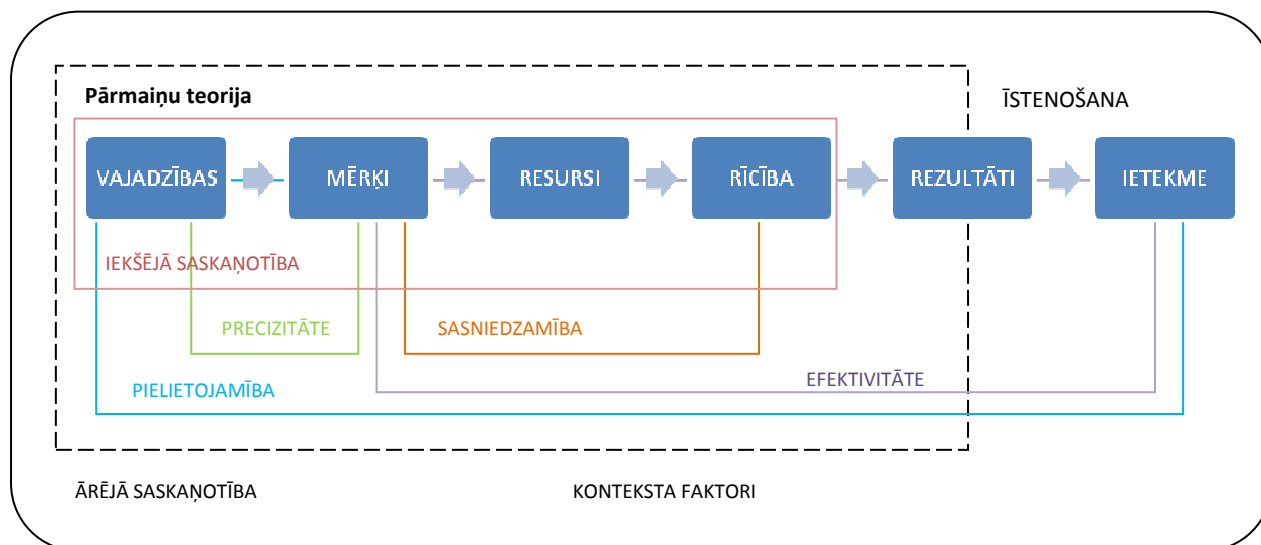 Pārmaiņu teorija
ĪSTENOŠANA
VAJADZĪBAS
MĒRĶI
RESURSI
RĪCĪBA
REZULTĀTI
IETEKME
IEKŠĒJĀ SASKAŅOTĪBA
PRECIZITĀTE
SASNIEDZAMĪBA
EFEKTIVITĀTE
PIELIETOJAMĪBA
ĀRĒJĀ SASKAŅOTĪBA
KONTEKSTA FAKTORI